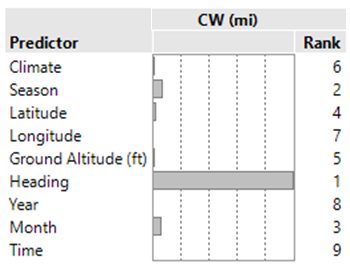 CW (mi)
Predictor Rank
Climate 6
Season 2
Latitude 4
Longitude 7
Ground Altitude (ft) 5
Heading 1
Year 8
Month 3
Time 9